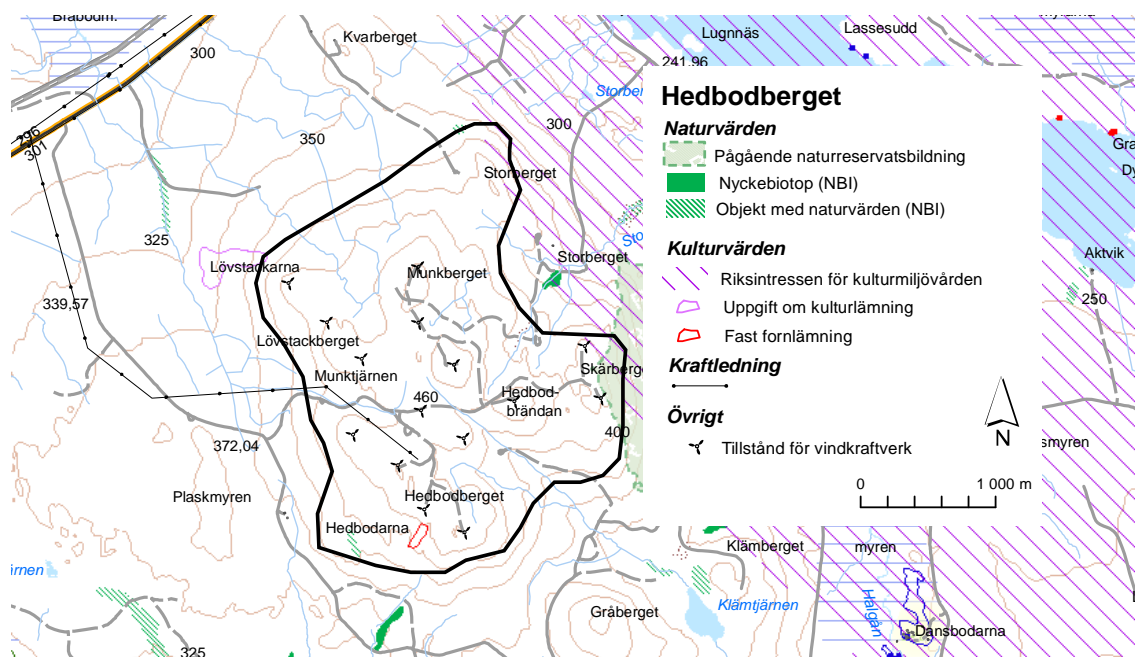 Brabodm.
300
Kvarberget
Lugnnäs
Lassesudd
241,96
296
301
350
300
Storberget
325
Lövstackarna
Munkberget
Storberget
339,57
Lövstackberget
Munktjärnen
460
Hedbod-
brändan
400
372,04
Plaskmyren
Hedbodberget
Hedbodarna
325
Gråberget
Klämberget
Klämtjärnen
myren
Halgån
Dansbodarna
Aktvik
250
Hedbodberget
Naturvärden
Pågående naturreservatsbildning
Nyckebiotop (NBI)
Objekt med naturvärden (NBI)
Kulturvärden
Riksintressen för kulturmiljövården
Uppgift om kulturlämning
Fast fornlämning
Kraftledning
Övrigt
Tillstånd för vindkraftverk
N
0
1 000 m